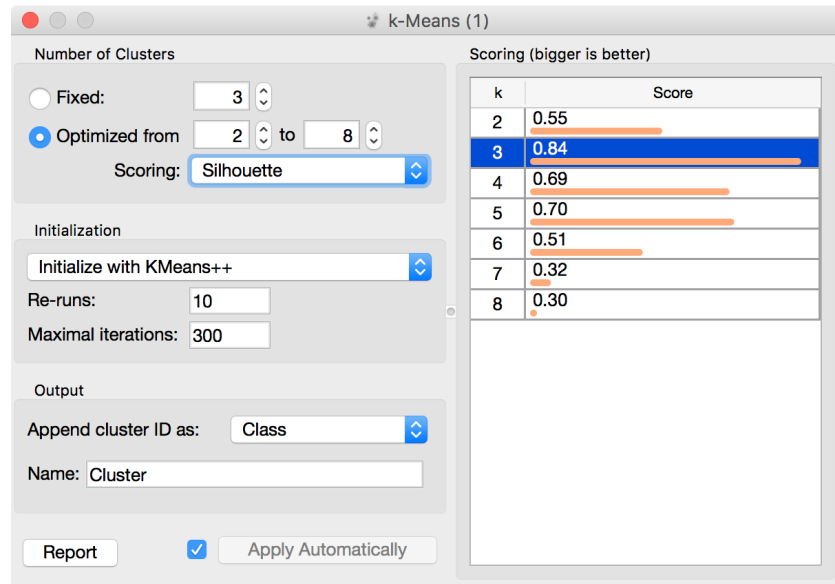 k-Means (1)
Number of Clusters
Fixed: 3
Optimized from 2 to 8
Scoring: Silhouette
Initialization
Initialize with KMeans++
Re-runs: 10
Maximal iterations: 300
Output
Append cluster ID as: Class
Name: Cluster
Report Apply Automatically
Scoring (bigger is better)
k Score
2 0.55
3 0.84
4 0.69
5 0.70
6 0.51
7 0.32
8 0.30